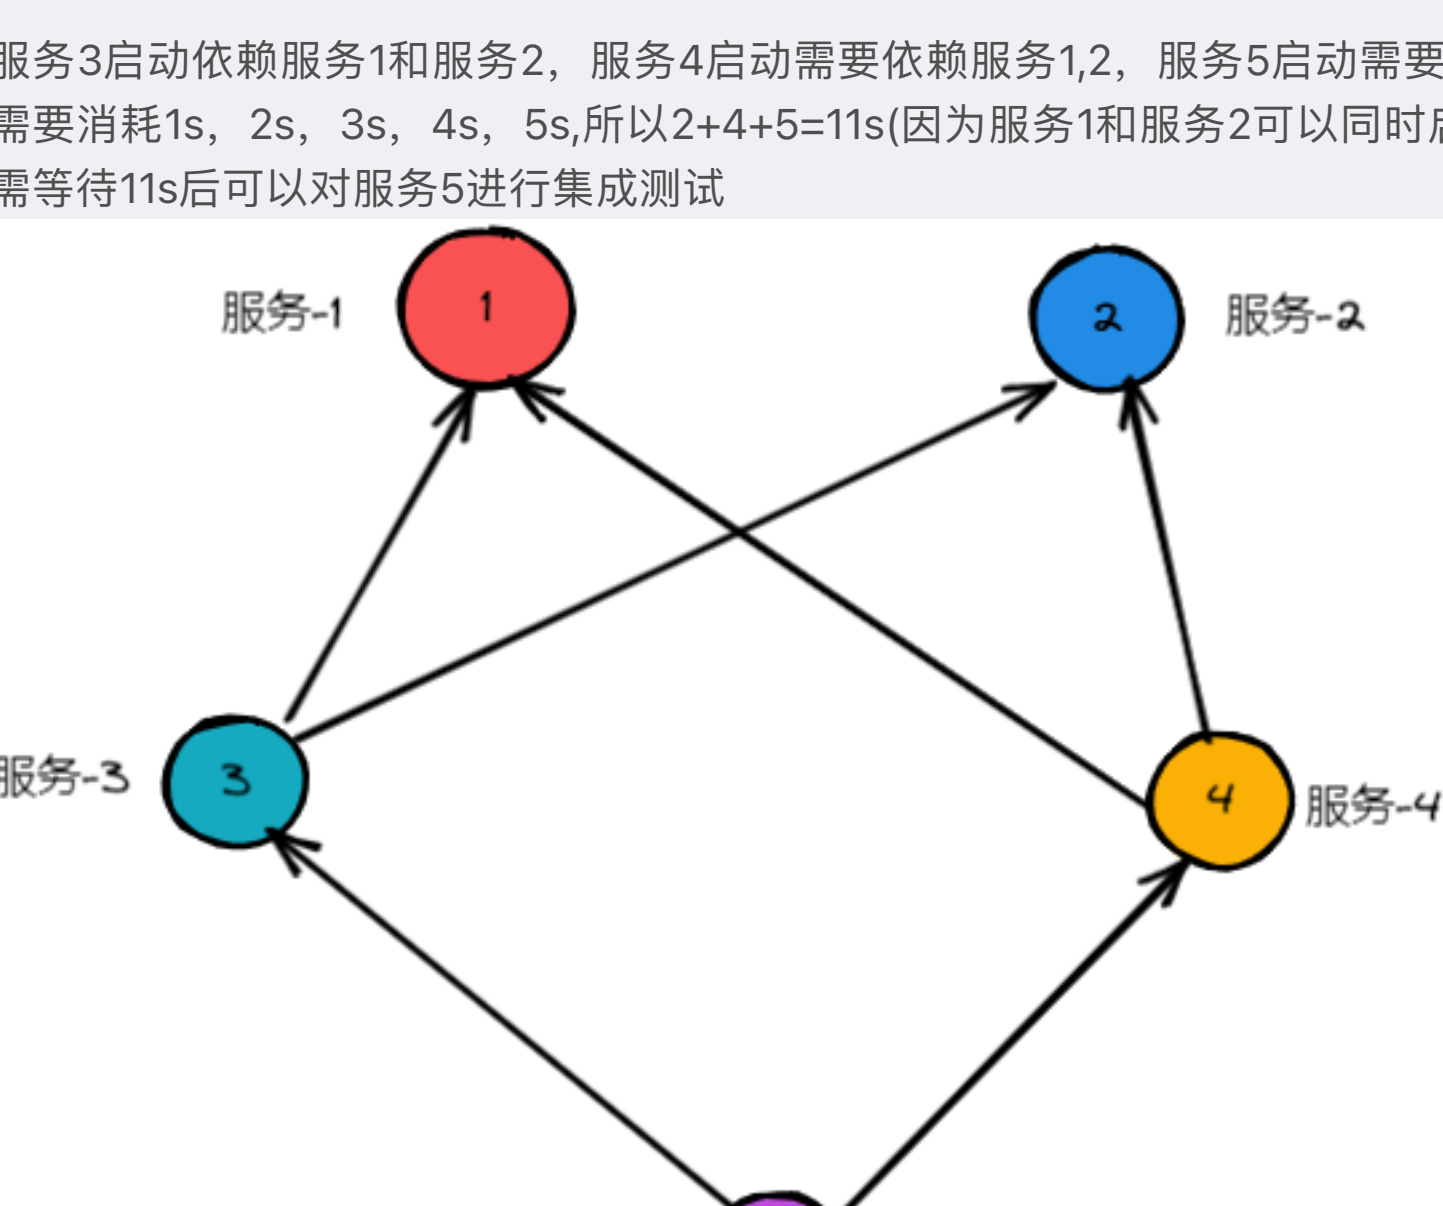 服务3启动依赖服务1和服务2，服务4启动需要依赖服务1,2，服务5启动需要
需要消耗1s，2s，3s，4s，5s,所以2+4+5=11s(因为服务1和服务2可以同时
需等待11s后可以对服务5进行集成测试
服务-1
1
2
服务-2
服务-3
3
4
服务-4